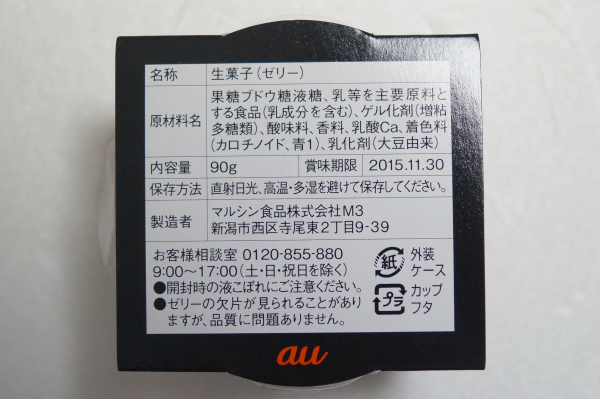 名称 生菓子(ゼリー)
原材料名 果糖ブドウ糖液糖、乳等を主要原料と
する食品(乳成分を含む)、ゲル化剤(増粘
多糖類)、酸味料、香料、乳酸Ca、着色料
(カロチノイド、青1)、乳化剤(大豆由来)
内容量 90g 賞味期限 2015.11.30
保存方法 直射日光、高温・多湿を避けて保存してください。
製造者 マルシン食品株式会社M3
新潟市西区寺尾東2丁目9-39
お客様相談室 0120-855-880
9:00〜17:00(土・日・祝日を除く)
●開封時の液こぼれにご注意ください。
●ゼリーの欠片が見られることがあり
ますが、品質に問題ありません。
紙 外装
ケース
プラ カップ
フタ
au